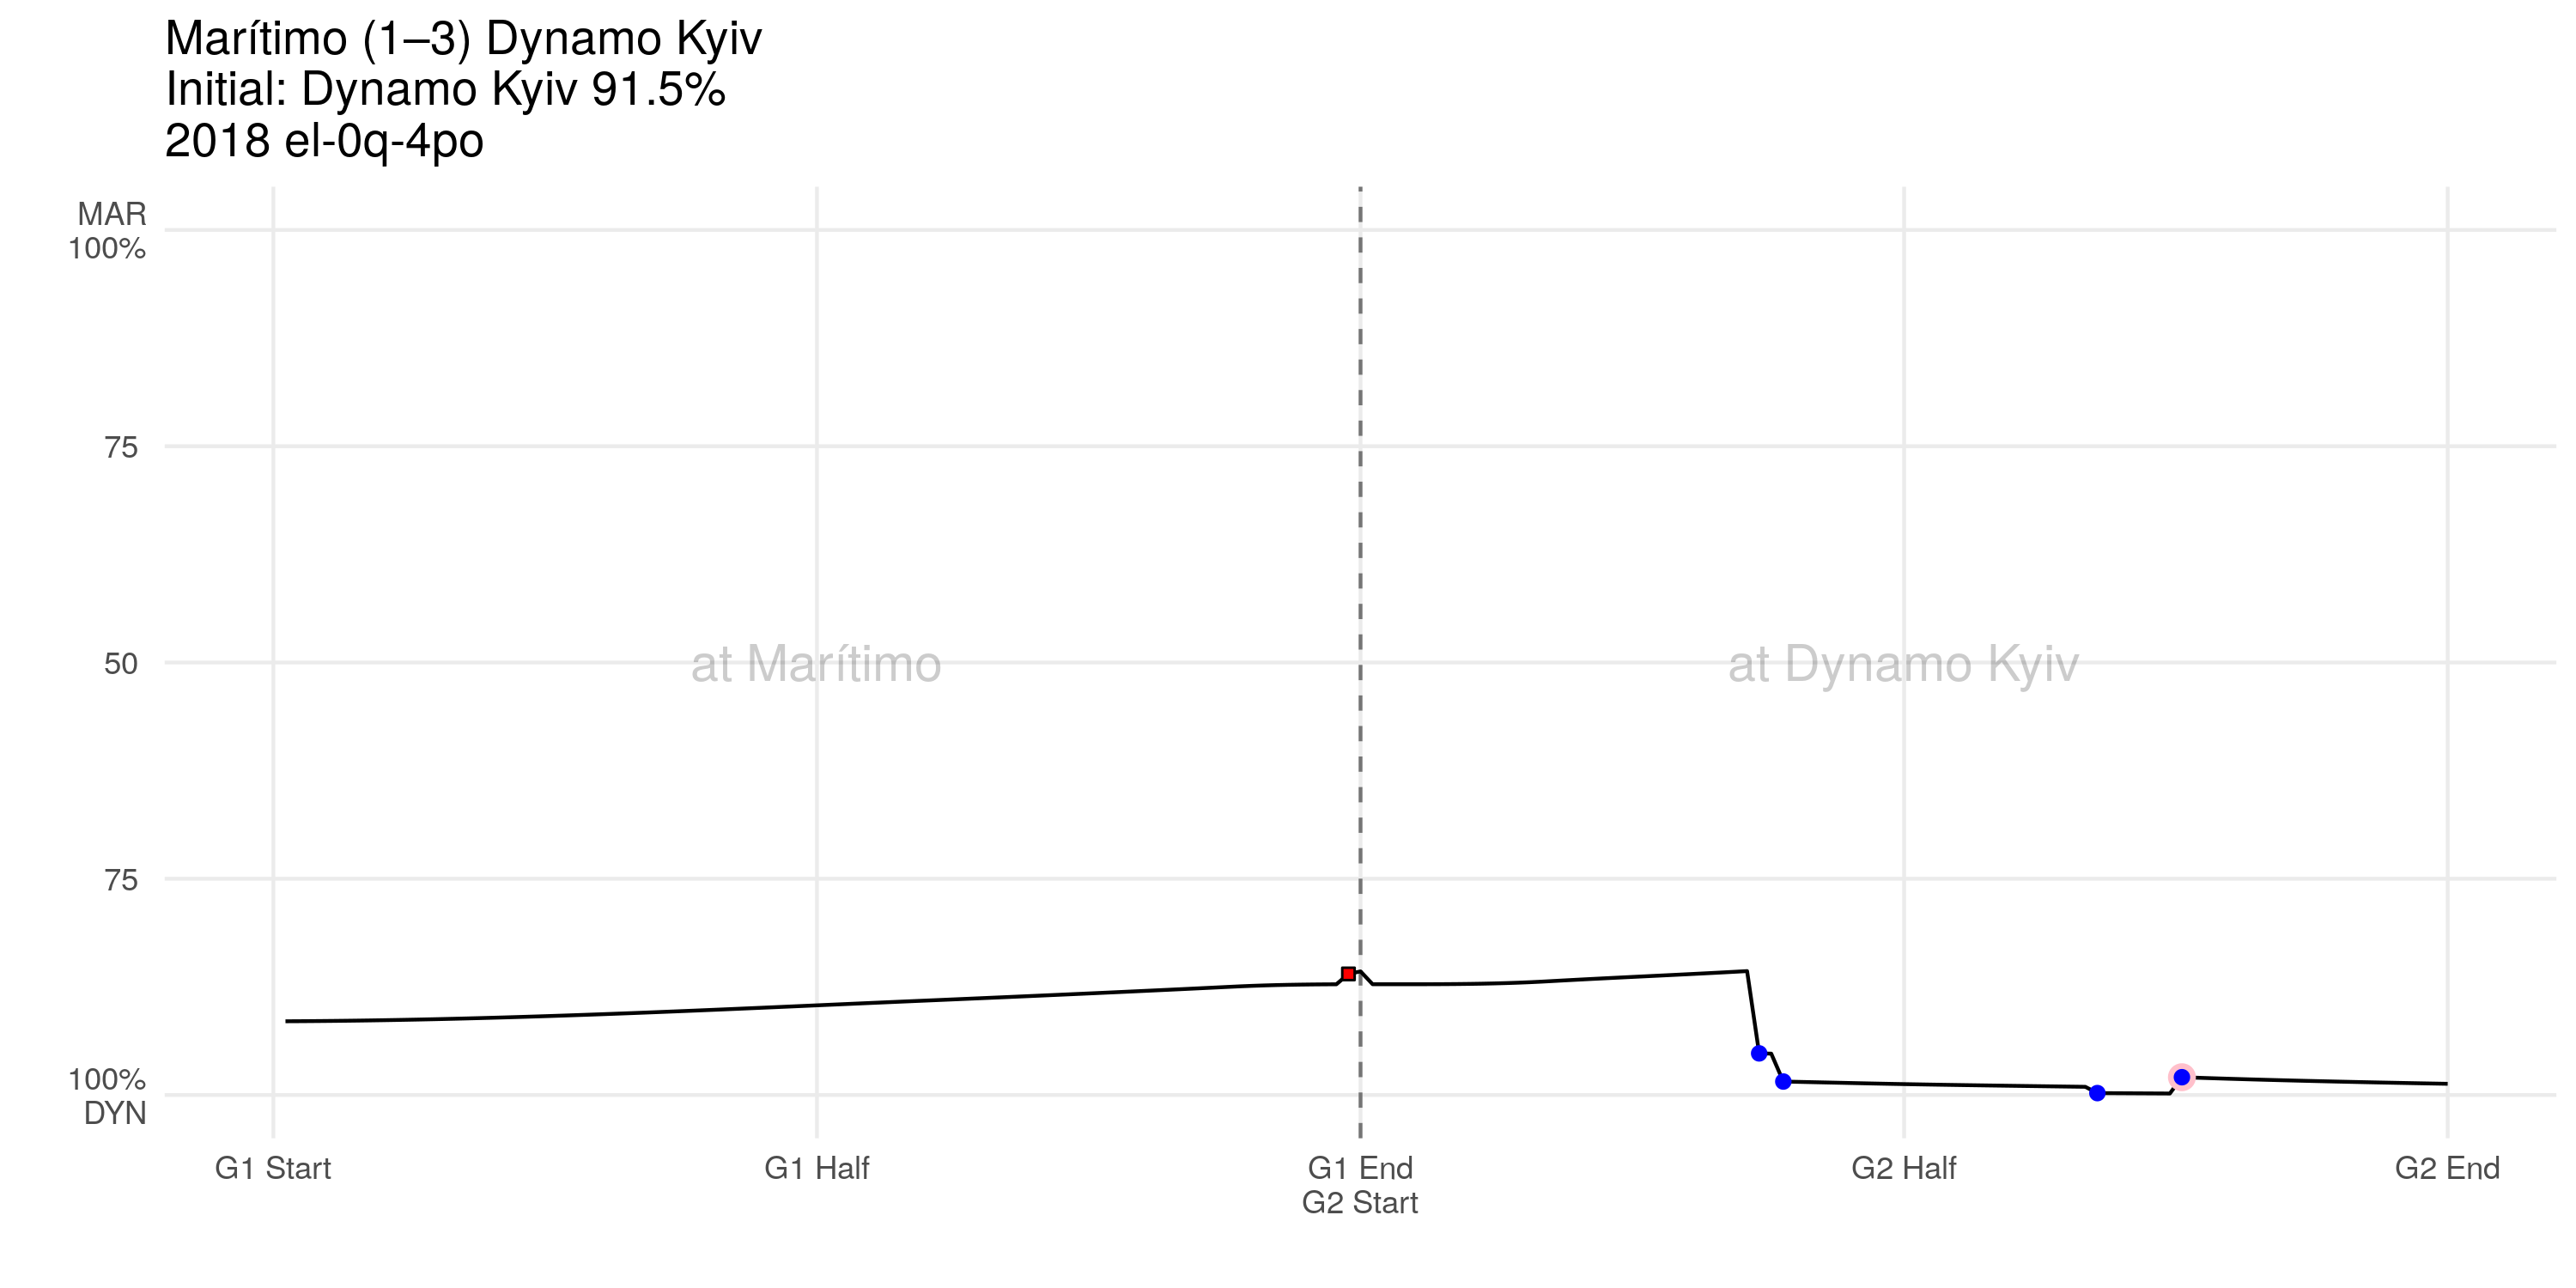 Marítimo (1–3) Dynamo Kyiv
Initial: Dynamo Kyiv 91.5%
2018 el-0q-4po
MAR
100%
75
50
75
100%
DYN
at Marítimo
at Dynamo Kyiv
G1 Start
G1 Half
G1 End
G2 Start
G2 Half
G2 End